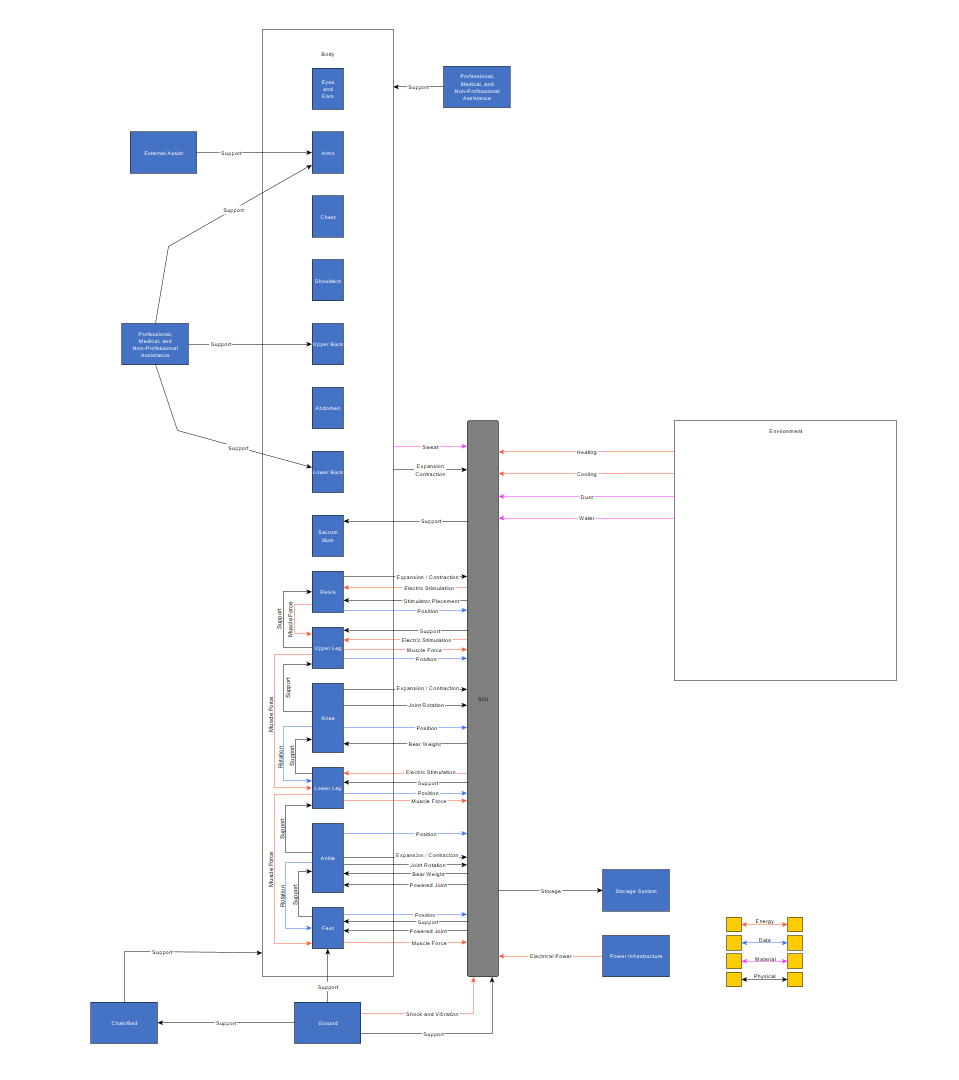 Body
Eyes
and
Ears
Support
Professional,
Medical, and
Non-Professional
Assistance
External Assist
Support
Arms
Support
Chest
Shoulders
Professional,
Medical, and
Non-Professional
Assistance
Support
Upper Back
Abdomen
Environment
Support
Sweat
Heating
Expansion
Contraction
Lower Back
Cooling
Dust
Water
Support
Sacrum
Ilium
Expansion / Contraction
Electric Stimulation
Pelvis
Stimulator Placement
Position
Support
Muscle Force
Support
Electric Stimulation
Upper Leg
Muscle Force
Position
Support
Expansion / Contraction
SOI
Joint Rotation
Muscle Force
Knee
Position
Bear Weight
Rotation
Support
Electric Stimulation
Support
Lower Leg
Position
Muscle Force
Support
Position
Expansion / Contraction
Ankle
Joint Rotation
Bear Weight
Powered Joint
Muscle Force
Rotation
Support
Storage
Storage System
Position
Support
Feet
Powered Joint
Muscle Force
Energy
Data
Material
Physical
Electrical Power
Power Infrastructure
Support
Support
Shock and Vibration
Chair/Bed
Support
Ground
Support